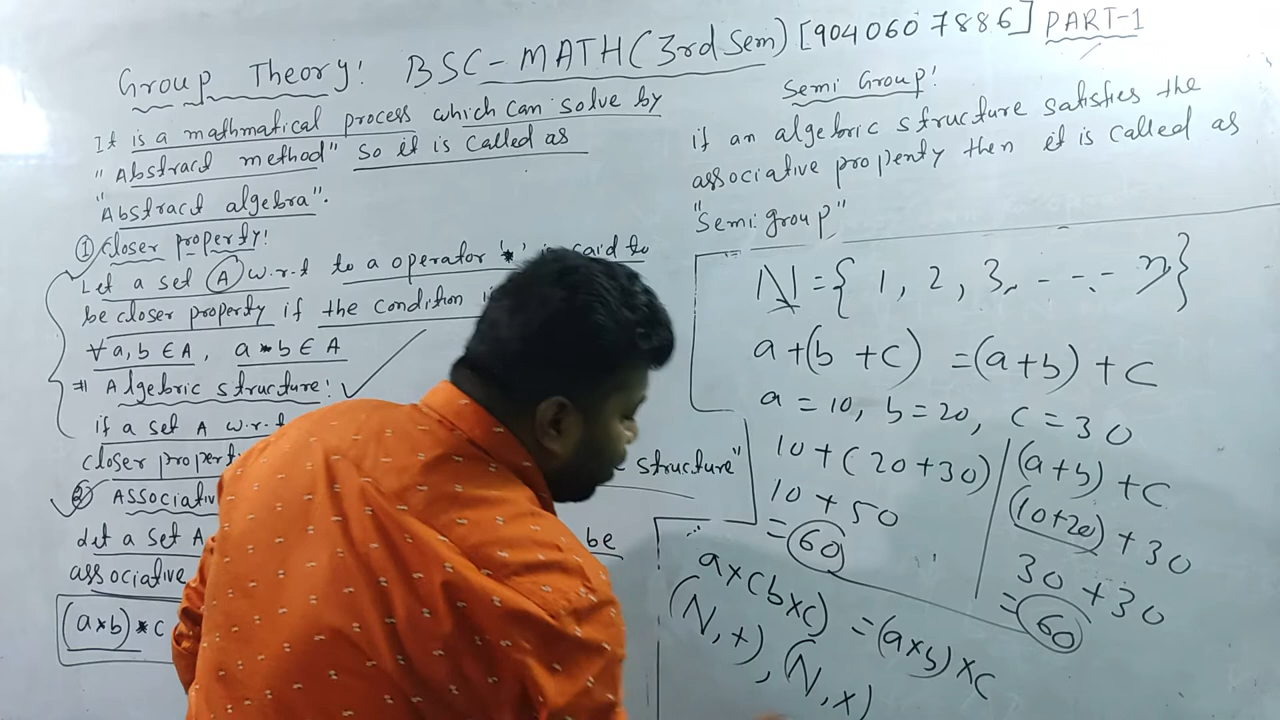 Group Theory! BSC-MATH(3rd Sem) [9040607886] PART-1
It is a mathmatical process which can solve by
"Abstract method" so it is called as
"Abstract algebra".
① Closer property!
Let a set A w.r.t to a operator '*' is said to
be closer property if the condition
∀ a, b ∈ A, a * b ∈ A
⇒ Algebric structure!
if a set A w.r.t
closer propert structure"
② Associativ
Let a set A be
associative
(a*b) * c
Semi Group!
if an algebric structure satisfies the
associative property then it is called as
"Semi group"
N = { 1, 2, 3, - - - n}
a + (b + c) = (a+b) + c
a = 10, b = 20, c = 30
10 + (20+30)
10 + 50
= 60
(a+b) + c
(10+20) + 30
30 + 30
= 60
a×(b×c) = (a×b)×c
(N, +), (N, ×)